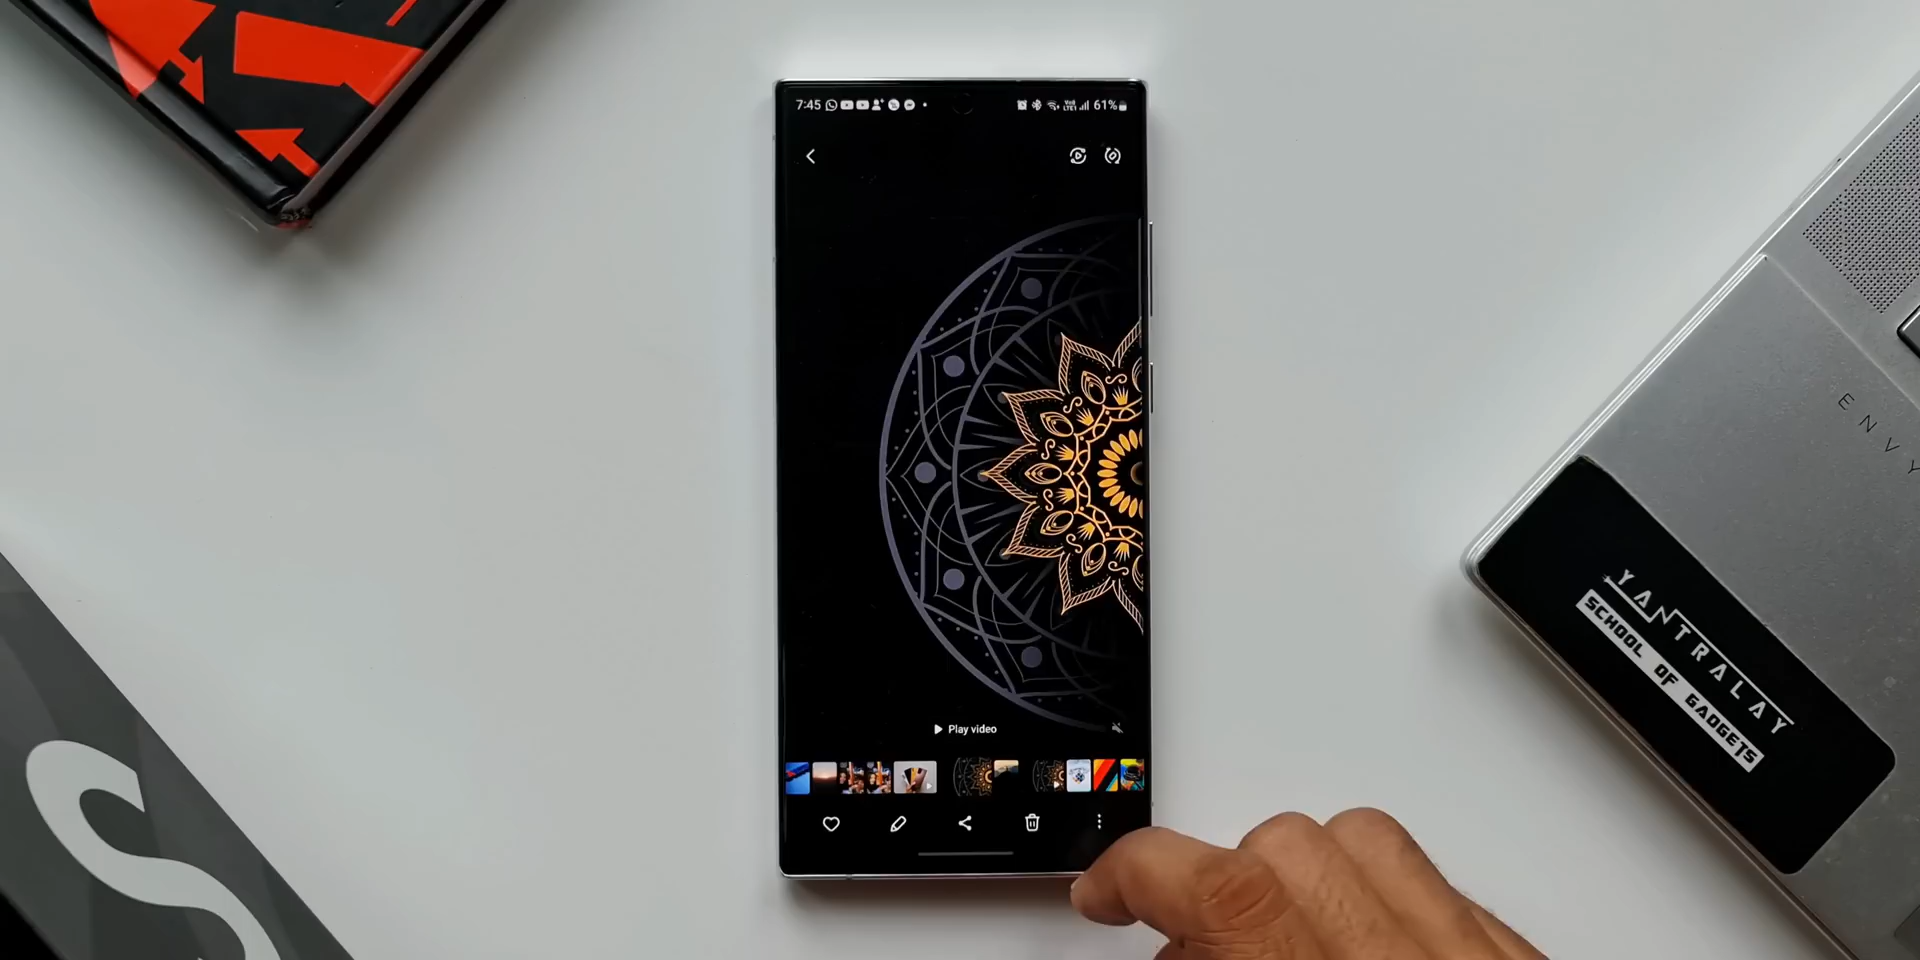 7:45
61%
Play video
ENVY
YANTRALAY
SCHOOL OF GADGETS
S